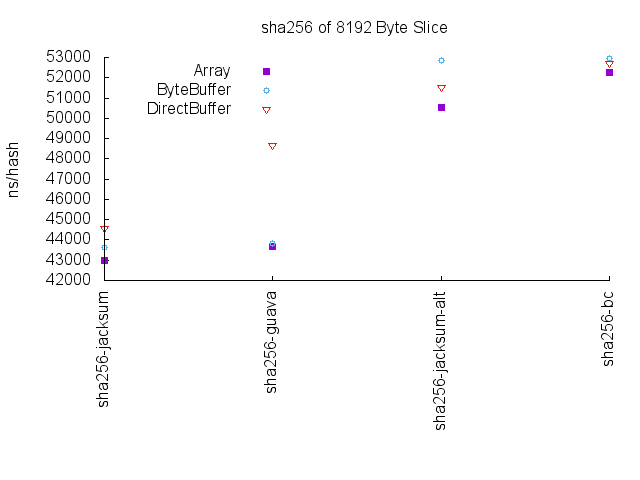 sha256 of 8192 Byte Slice
ns/hash
53000
52000
51000
50000
49000
48000
47000
46000
45000
44000
43000
42000
Array
ByteBuffer
DirectBuffer
sha256-jacksum
sha256-guava
sha256-jacksum-alt
sha256-bc